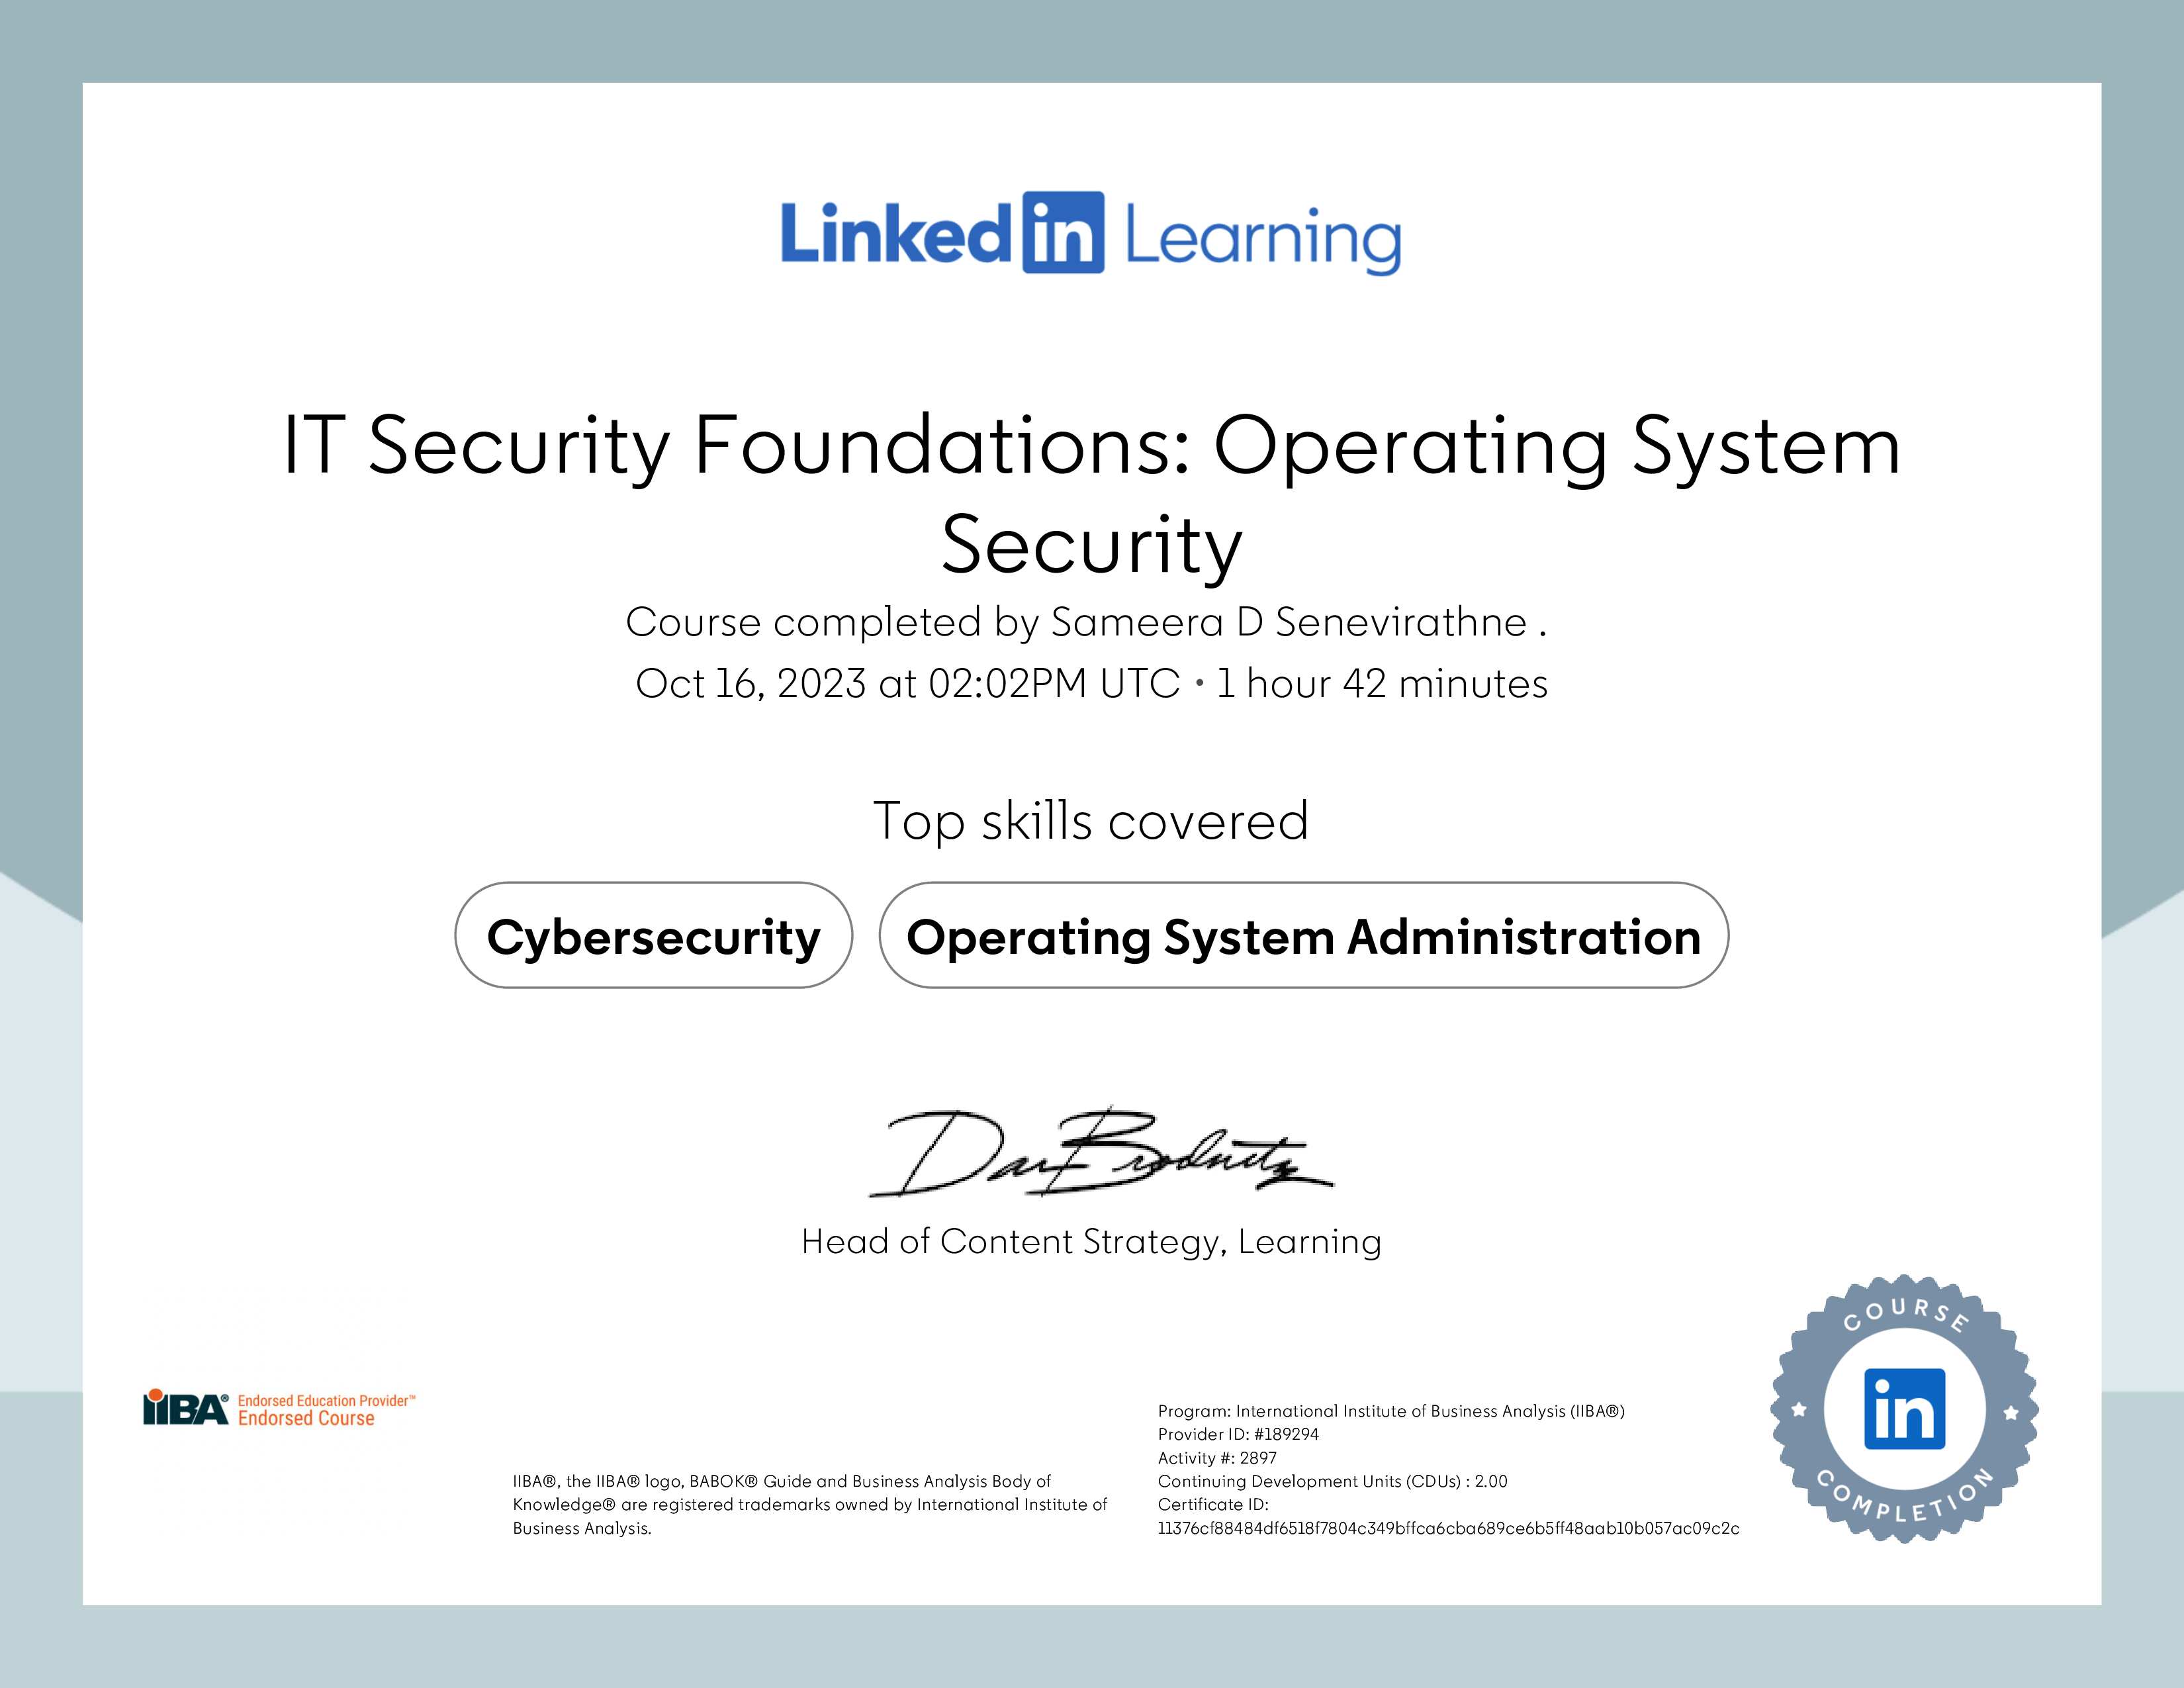 Linked in Learning
IT Security Foundations: Operating System
Security
Course completed by Sameera D Senevirathne .
Oct 16, 2023 at 02:02PM UTC • 1 hour 42 minutes
Top skills covered
Cybersecurity
Operating System Administration
Head of Content Strategy, Learning
IIBA® Endorsed Education Provider™
Endorsed Course
IIBA®, the IIBA® logo, BABOK® Guide and Business Analysis Body of
Knowledge® are registered trademarks owned by International Institute of
Business Analysis.
Program: International Institute of Business Analysis (IIBA®)
Provider ID: #189294
Activity #: 2897
Continuing Development Units (CDUs) : 2.00
Certificate ID:
11376cf88484df6518f7804c349bffca6cba689ce6b5ff48aab10b057ac09c2c
COURSE
in
COMPLETION